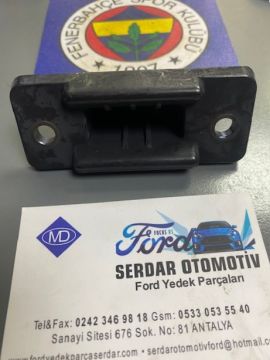 FENERBAHÇE SPOR KULÜBÜ
1907
MD
Ford
SERDAR OTOMOTİV
Ford Yedek Parçaları
Tel&Fax: 0242 346 98 18 Gsm: 0533 053 55 40
Sanayi Sitesi 676 Sok. No: 81 ANTALYA
www.fordyedekparcaserdar.com - serdarotomotivford@hotmail.com